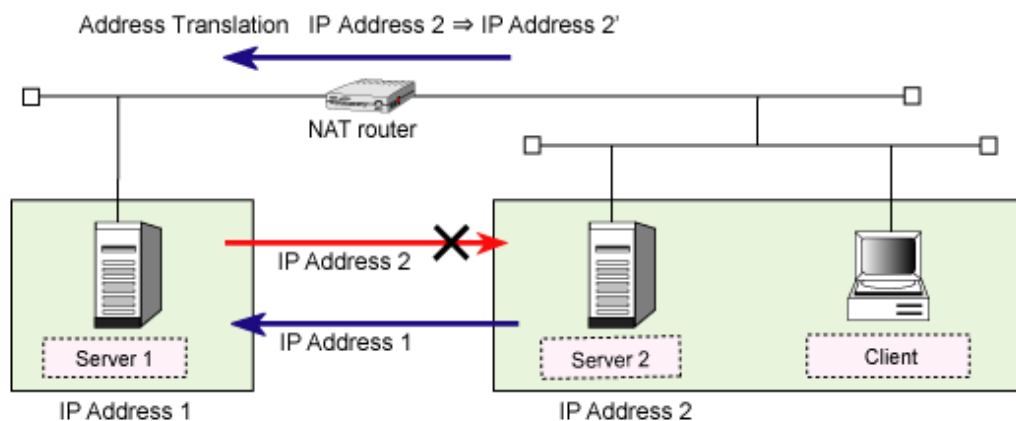 Address Translation IP Address 2 ⇒ IP Address 2’
NAT router
IP Address 2
IP Address 1
Server 1
Server 2
Client
IP Address 1
IP Address 2